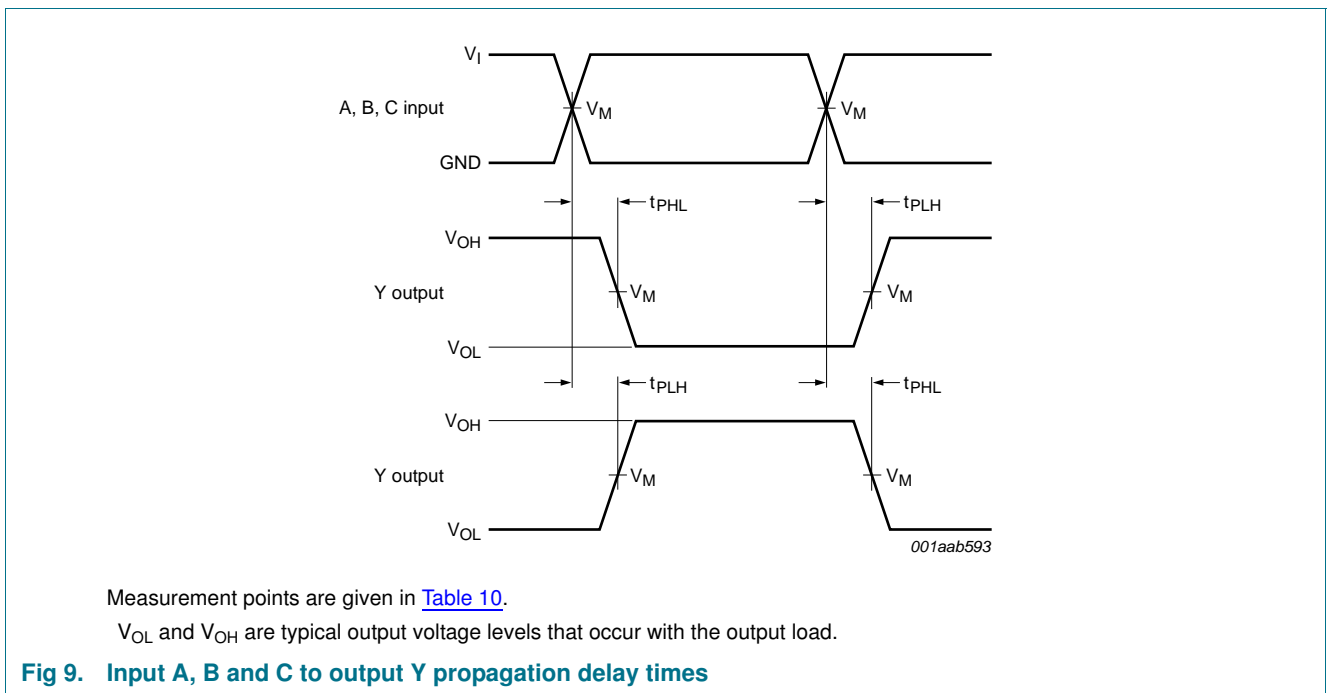 VI
A, B, C input
VM
VM
GND
tPHL
tPLH
VOH
Y output
VM
VM
VOL
tPLH
tPHL
VOH
Y output
VM
VM
VOL
001aab593
Measurement points are given in Table 10.
VOL and VOH are typical output voltage levels that occur with the output load.
Fig 9. Input A, B and C to output Y propagation delay times